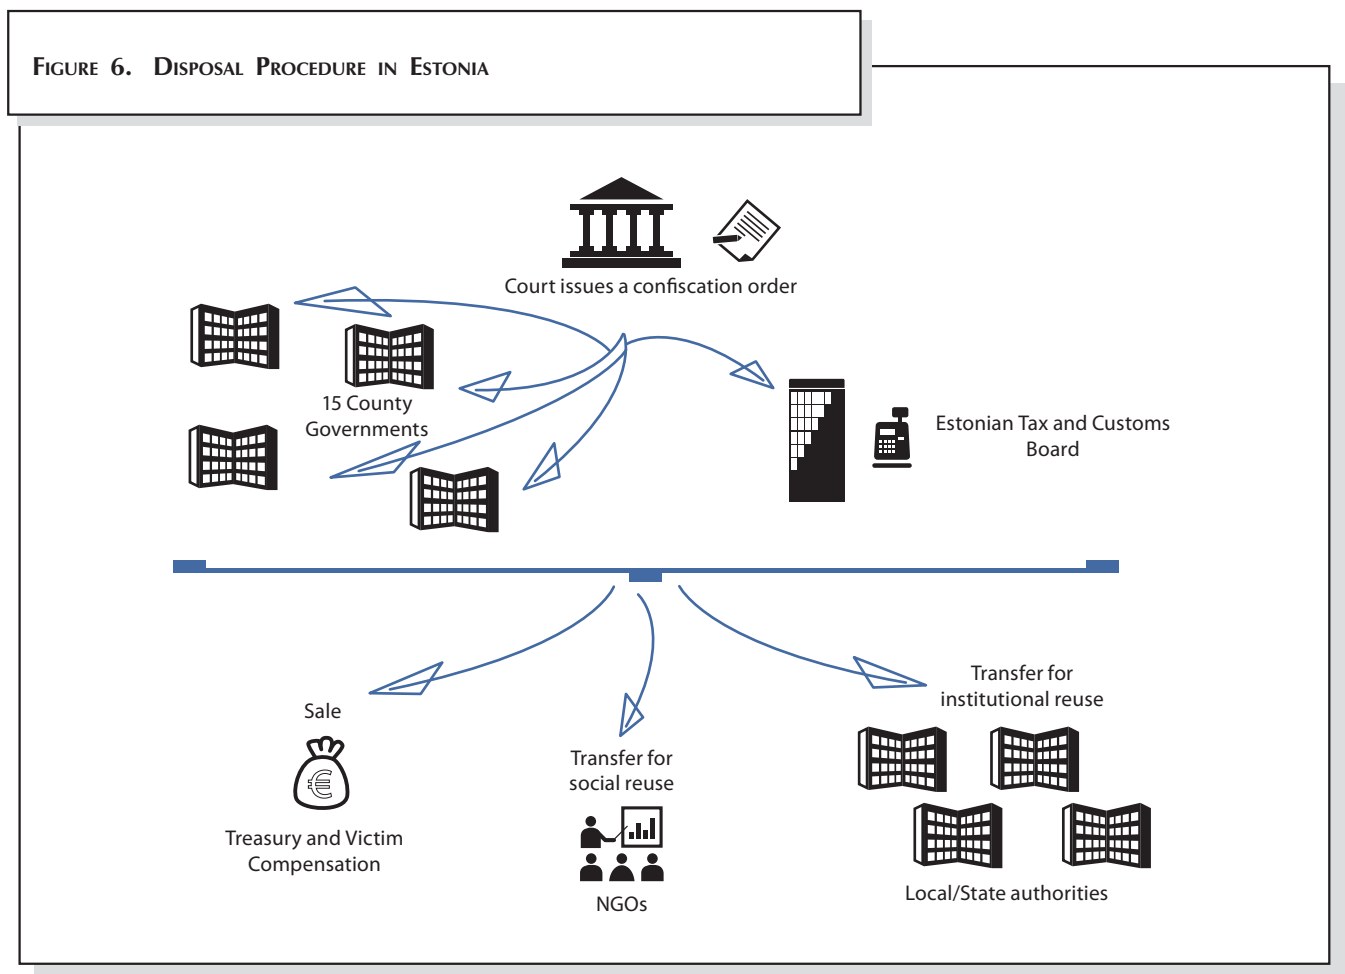 FIGURE 6. DISPOSAL PROCEDURE IN ESTONIA
Court issues a confiscation order
15 County
Governments
Estonian Tax and Customs
Board
Sale
€
Treasury and Victim
Compensation
Transfer for
social reuse
NGOs
Transfer for
institutional reuse
Local/State authorities